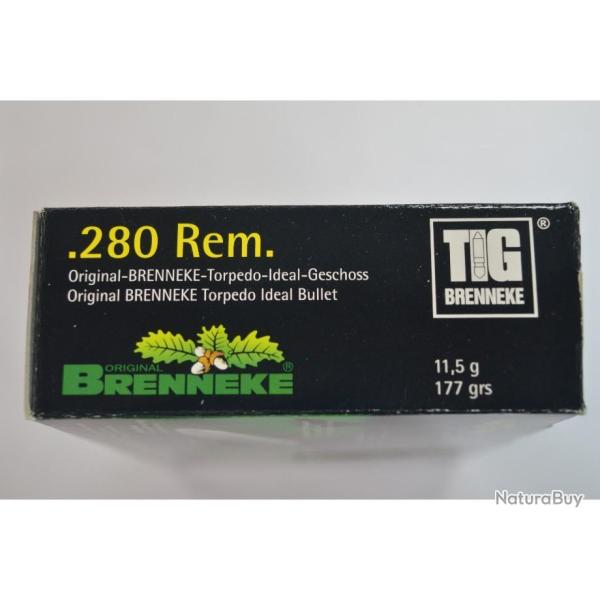 .280 Rem.
Original-BRENNEKE-Torpedo-Ideal-Geschoss
Original BRENNEKE Torpedo Ideal Bullet
TIG ®
BRENNEKE
ORIGINAL
BRENNEKE ®
11,5 g
177 grs
NaturaBuy